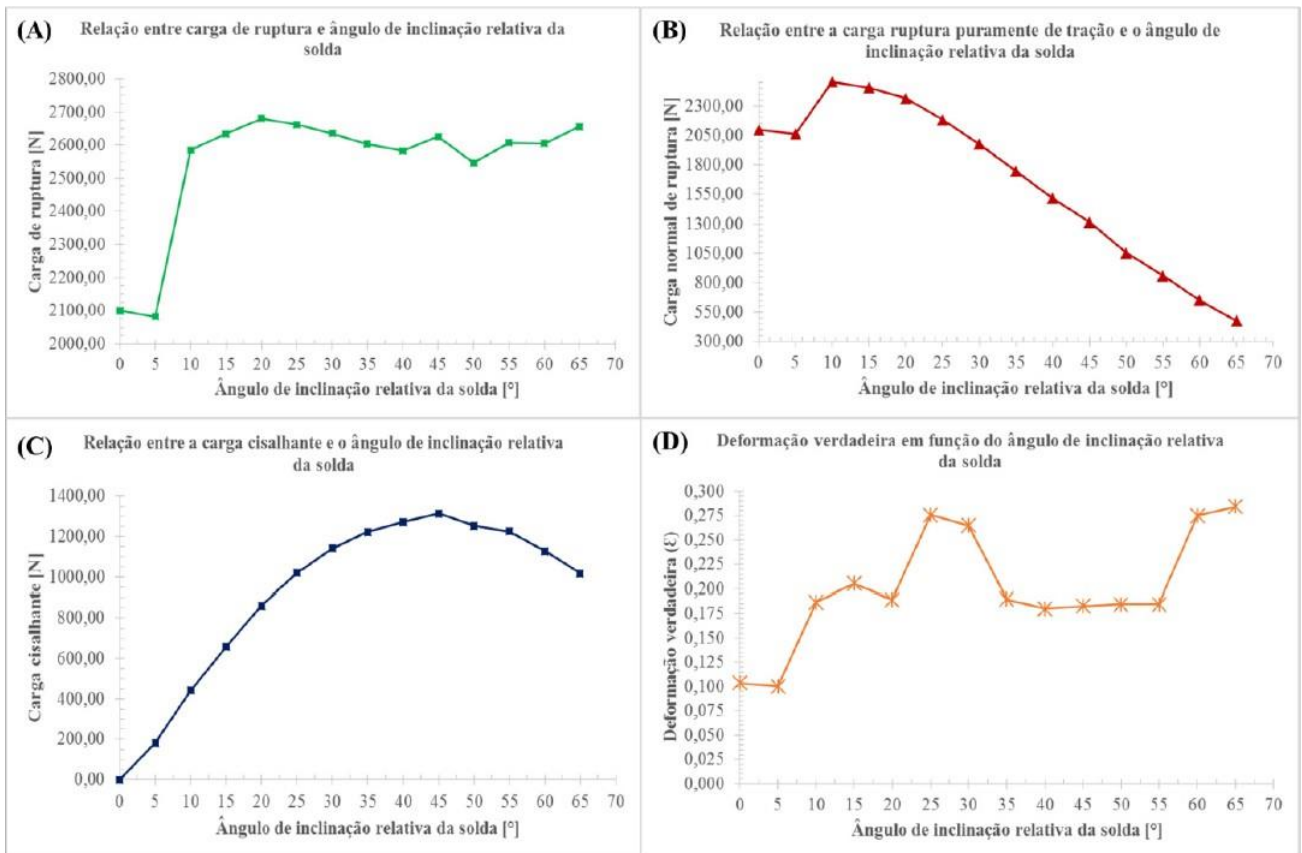 (A)
Relação entre carga de ruptura e ângulo de inclinação relativa da
solda
Carga de ruptura [N]
2800,00
2700,00
2600,00
2500,00
2400,00
2300,00
2200,00
2100,00
2000,00
0 5 10 15 20 25 30 35 40 45 50 55 60 65 70
Ângulo de inclinação relativa da solda [°]
(B)
Relação entre a carga ruptura puramente de tração e o ângulo de
inclinação relativa da solda
Carga normal de ruptura [N]
2300,00
2050,00
1800,00
1550,00
1300,00
1050,00
800,00
550,00
300,00
0 5 10 15 20 25 30 35 40 45 50 55 60 65 70
Ângulo de inclinação relativa da solda [°]
(C)
Relação entre a carga cisalhante e o ângulo de inclinação relativa
da solda
Carga cisalhante [N]
1400,00
1200,00
1000,00
800,00
600,00
400,00
200,00
0,00
0 5 10 15 20 25 30 35 40 45 50 55 60 65 70
Ângulo de inclinação relativa da solda [°]
(D)
Deformação verdadeira em função do ângulo de inclinação relativa
da solda
Deformação verdadeira (Ɛ)
0,300
0,275
0,250
0,225
0,200
0,175
0,150
0,125
0,100
0,075
0,050
0,025
0,000
0 5 10 15 20 25 30 35 40 45 50 55 60 65 70
Ângulo de inclinação relativa da solda [°]